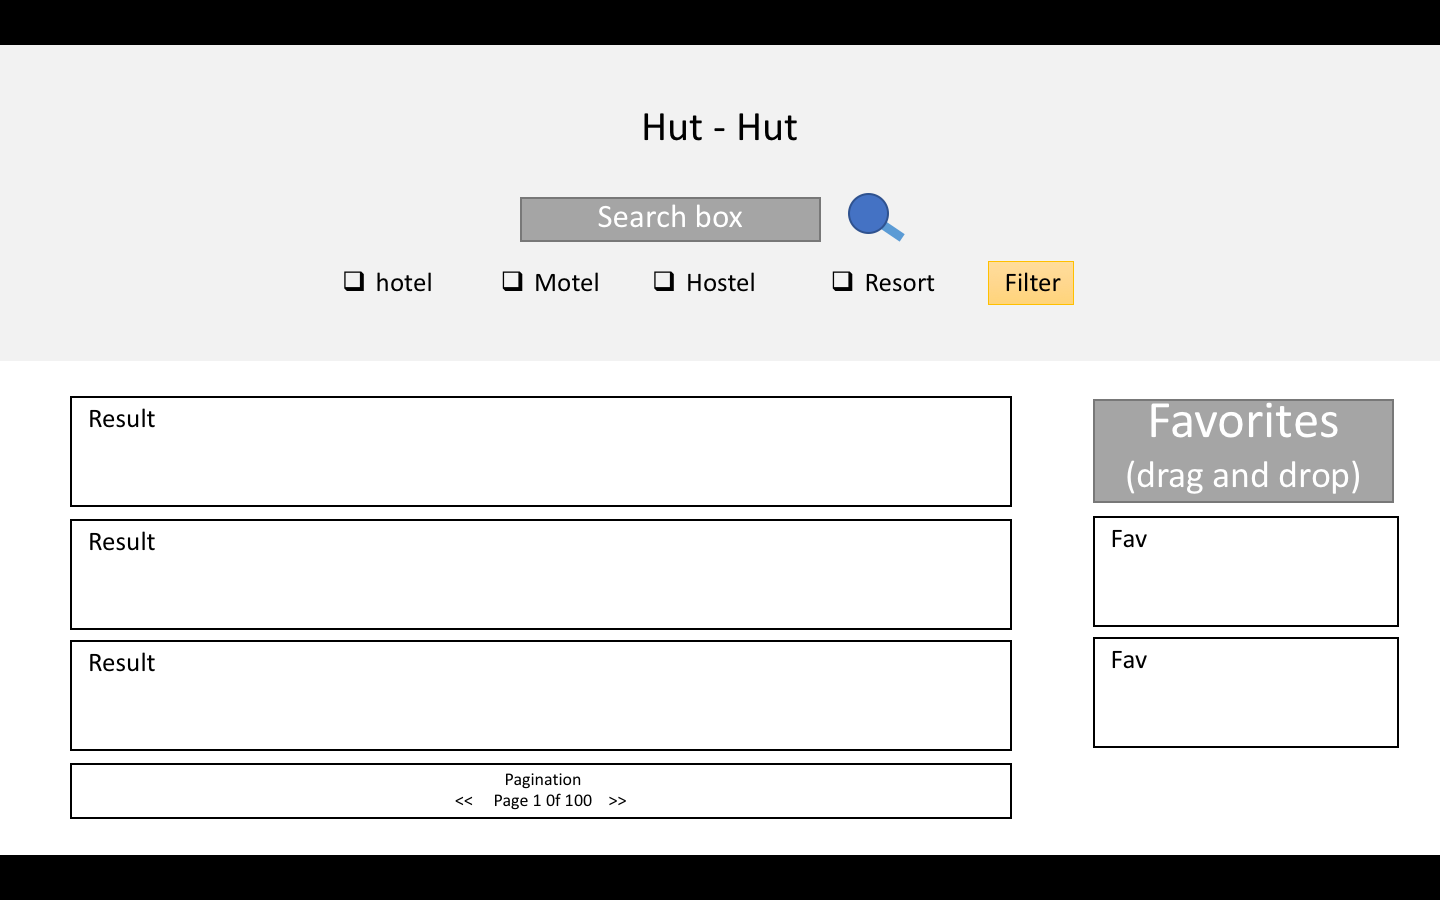 Hut - Hut
Search box
hotel
Motel
Hostel
Resort
Filter
Result
Result
Result
Pagination
<< Page 1 0f 100 >>
Favorites
(drag and drop)
Fav
Fav